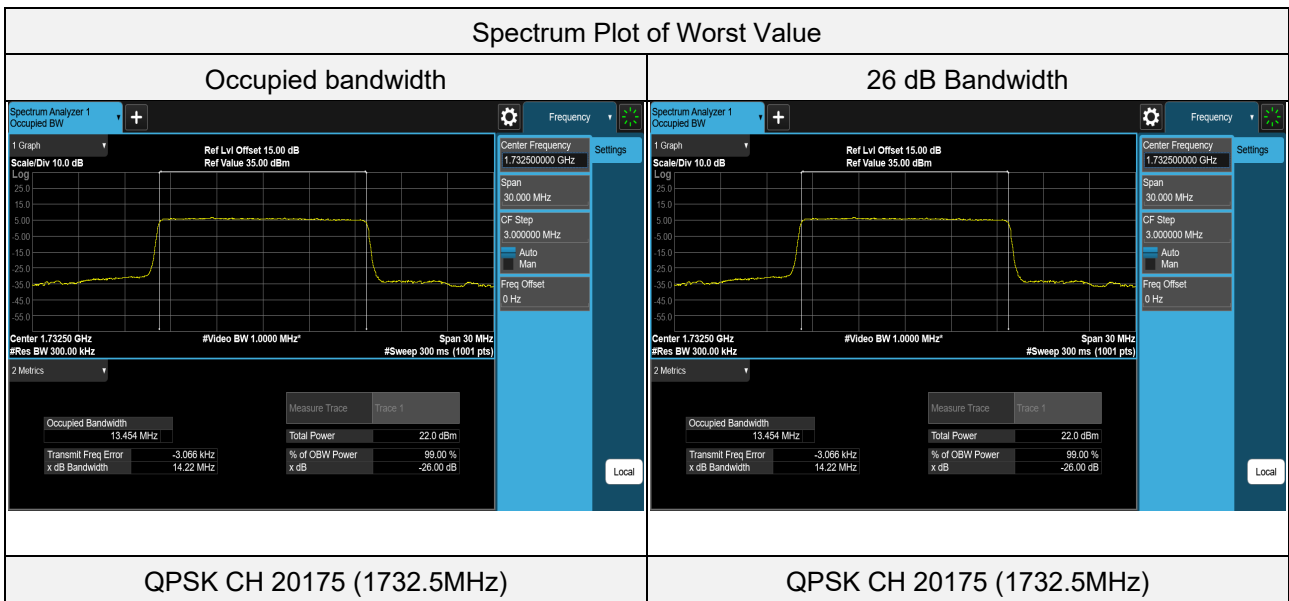 Spectrum Plot of Worst Value
Occupied bandwidth
26 dB Bandwidth
Spectrum Analyzer 1
Occupied BW
+
Frequency
1 Graph
Scale/Div 10.0 dB
Ref Lvl Offset 15.00 dB
Ref Value 35.00 dBm
Log
25.0
15.0
5.00
-5.00
-15.0
-25.0
-35.0
-45.0
-55.0
Center 1.73250 GHz
#Video BW 1.0000 MHz*
Span 30 MHz
#Res BW 300.00 kHz
#Sweep 300 ms (1001 pts)
Center Frequency
1.732500000 GHz
Settings
Span
30.000 MHz
CF Step
3.000000 MHz
Auto
Man
Freq Offset
0 Hz
Local
2 Metrics
Measure Trace Trace 1
Occupied Bandwidth
13.454 MHz
Total Power 22.0 dBm
Transmit Freq Error -3.066 kHz
% of OBW Power 99.00 %
x dB Bandwidth 14.22 MHz
x dB -26.00 dB
Spectrum Analyzer 1
Occupied BW
+
Frequency
1 Graph
Scale/Div 10.0 dB
Ref Lvl Offset 15.00 dB
Ref Value 35.00 dBm
Log
25.0
15.0
5.00
-5.00
-15.0
-25.0
-35.0
-45.0
-55.0
Center 1.73250 GHz
#Video BW 1.0000 MHz*
Span 30 MHz
#Res BW 300.00 kHz
#Sweep 300 ms (1001 pts)
Center Frequency
1.732500000 GHz
Settings
Span
30.000 MHz
CF Step
3.000000 MHz
Auto
Man
Freq Offset
0 Hz
Local
2 Metrics
Measure Trace Trace 1
Occupied Bandwidth
13.454 MHz
Total Power 22.0 dBm
Transmit Freq Error -3.066 kHz
% of OBW Power 99.00 %
x dB Bandwidth 14.22 MHz
x dB -26.00 dB
QPSK CH 20175 (1732.5MHz)
QPSK CH 20175 (1732.5MHz)